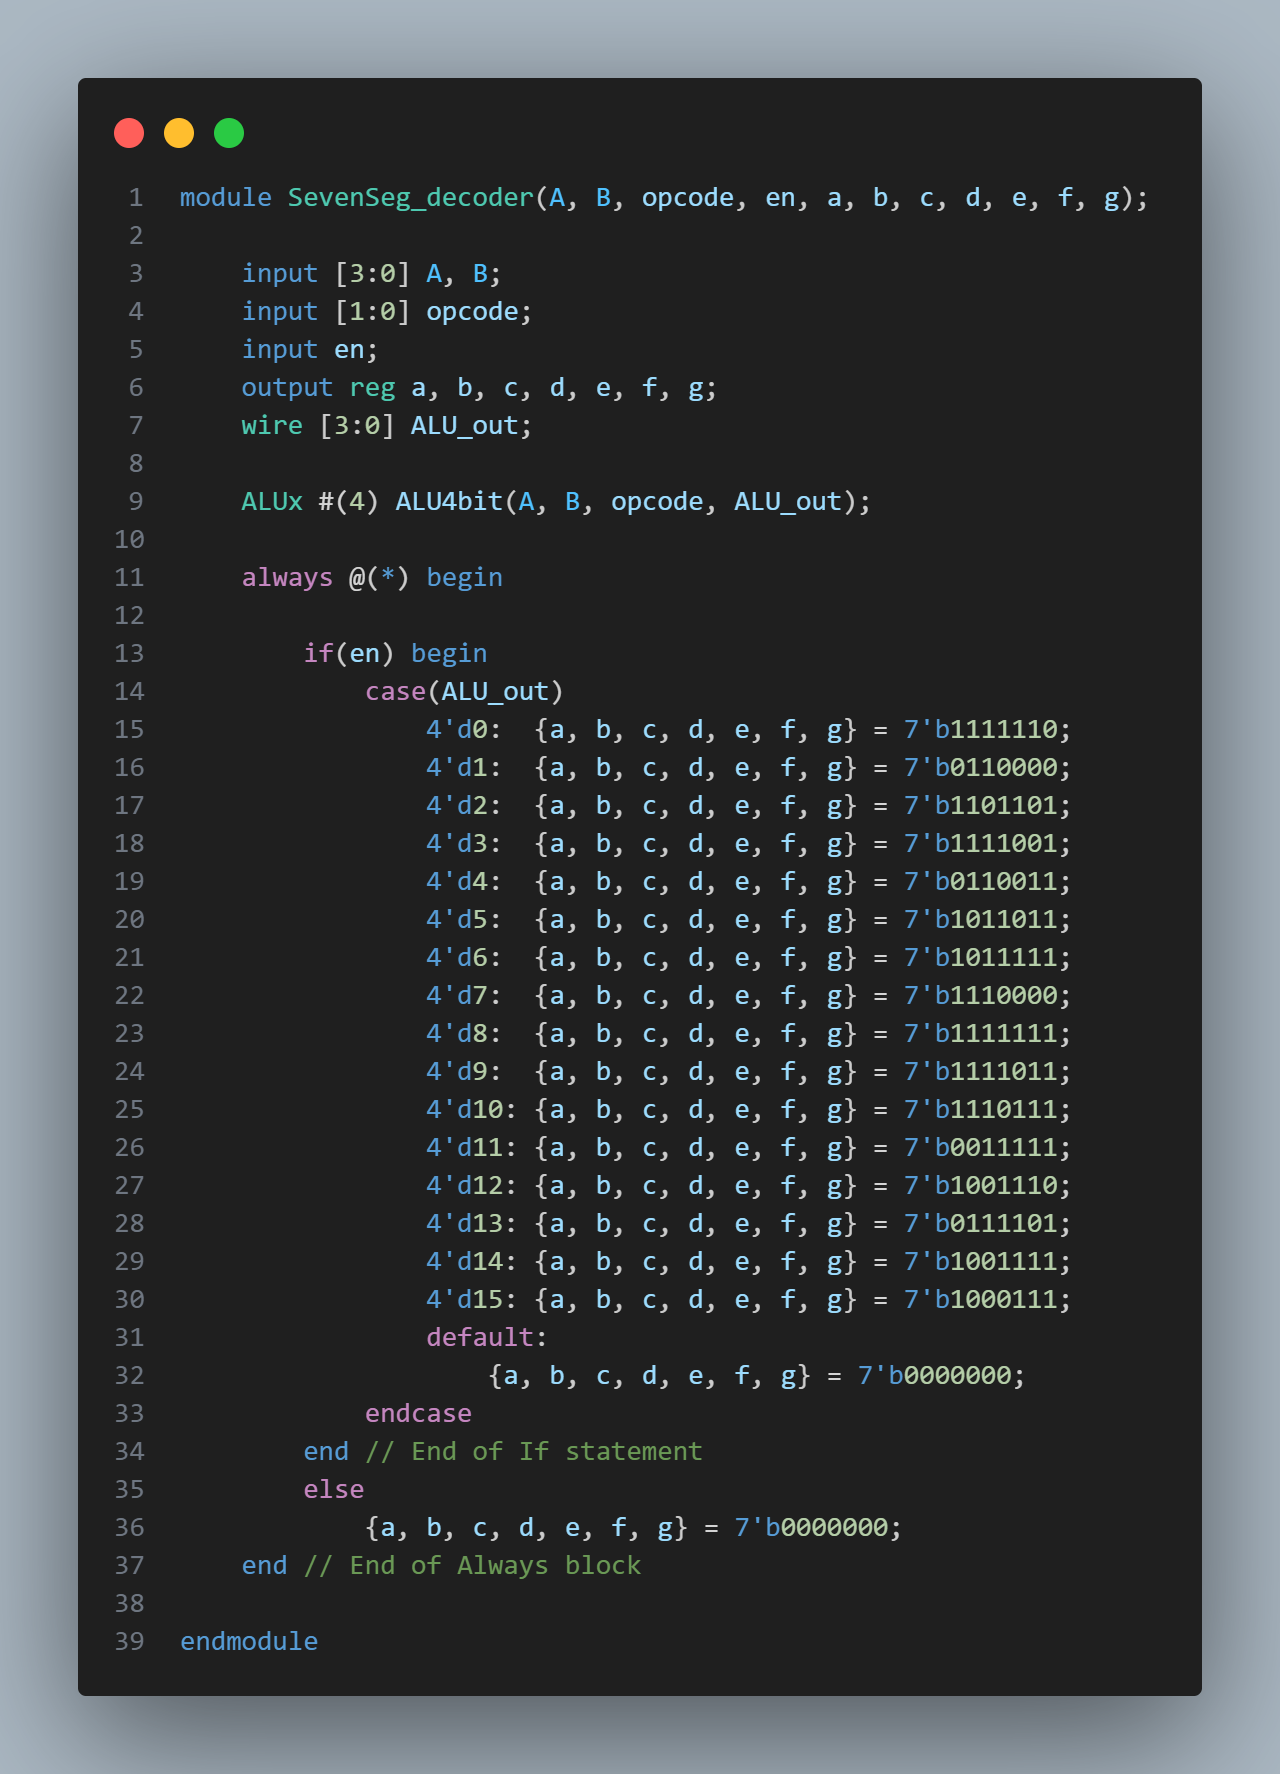 1 module SevenSeg_decoder(A, B, opcode, en, a, b, c, d, e, f, g);
2
3     input [3:0] A, B;
4     input [1:0] opcode;
5     input en;
6     output reg a, b, c, d, e, f, g;
7     wire [3:0] ALU_out;
8
9     ALUx #(4) ALU4bit(A, B, opcode, ALU_out);
10
11     always @(*) begin
12
13         if(en) begin
14             case(ALU_out)
15                 4'd0:  {a, b, c, d, e, f, g} = 7'b1111110;
16                 4'd1:  {a, b, c, d, e, f, g} = 7'b0110000;
17                 4'd2:  {a, b, c, d, e, f, g} = 7'b1101101;
18                 4'd3:  {a, b, c, d, e, f, g} = 7'b1111001;
19                 4'd4:  {a, b, c, d, e, f, g} = 7'b0110011;
20                 4'd5:  {a, b, c, d, e, f, g} = 7'b1011011;
21                 4'd6:  {a, b, c, d, e, f, g} = 7'b1011111;
22                 4'd7:  {a, b, c, d, e, f, g} = 7'b1110000;
23                 4'd8:  {a, b, c, d, e, f, g} = 7'b1111111;
24                 4'd9:  {a, b, c, d, e, f, g} = 7'b1111011;
25                 4'd10: {a, b, c, d, e, f, g} = 7'b1110111;
26                 4'd11: {a, b, c, d, e, f, g} = 7'b0011111;
27                 4'd12: {a, b, c, d, e, f, g} = 7'b1001110;
28                 4'd13: {a, b, c, d, e, f, g} = 7'b0111101;
29                 4'd14: {a, b, c, d, e, f, g} = 7'b1001111;
30                 4'd15: {a, b, c, d, e, f, g} = 7'b1000111;
31                 default:
32                     {a, b, c, d, e, f, g} = 7'b0000000;
33             endcase
34         end // End of If statement
35         else
36             {a, b, c, d, e, f, g} = 7'b0000000;
37     end // End of Always block
38
39 endmodule